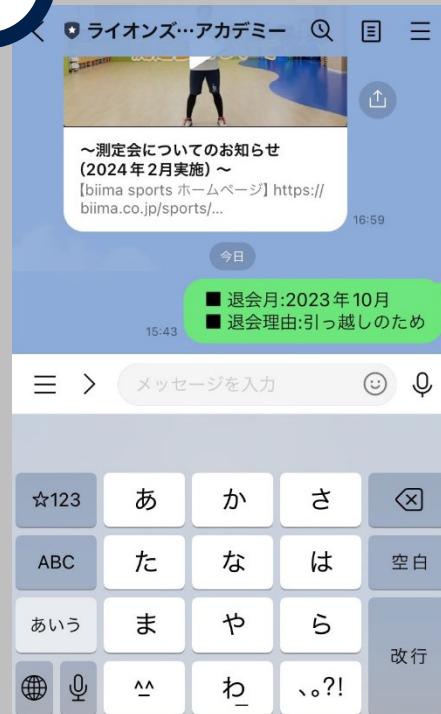 ライオンズ…アカデミー
～測定会についてのお知らせ
(2024年2月実施)～
【biima sports ホームページ】https://
biima.co.jp/sports/...
16:59
今日
■ 退会月:2023年10月
■ 退会理由:引っ越しのため
15:43
メッセージを入力
☆123 あ か さ
ABC た な は 空白
あいう ま や ら
改行
^^ わ_ 、。?!